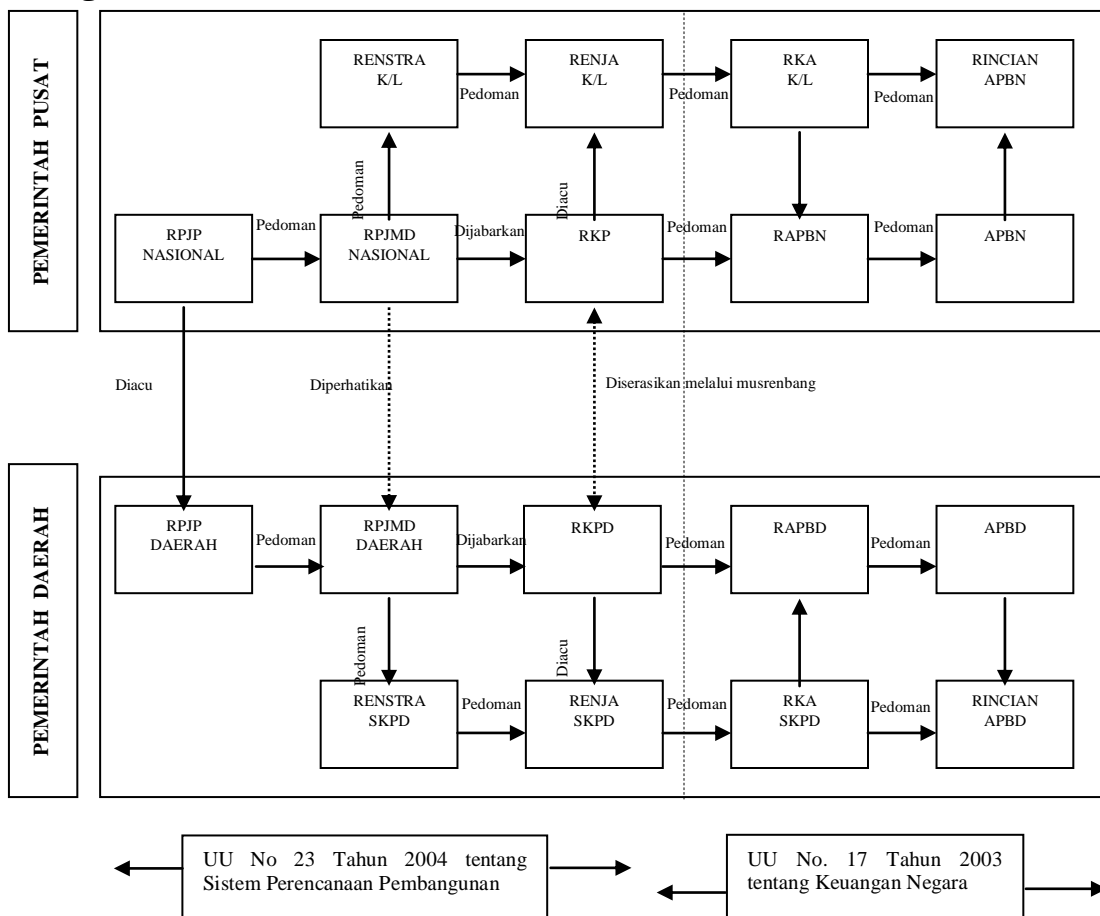 PEMERINTAH PUSAT
RENSTRA
K/L
Pedoman
RENJA
K/L
Pedoman
RKA
K/L
Pedoman
RINCIAN
APBN
Pedoman
Diacu
RPJP
NASIONAL
Pedoman
RPJMD
NASIONAL
Dijabarkan
RKP
Pedoman
RAPBN
Pedoman
APBN
Diacu
Diperhatikan
Diserasikan melalui musrenbang
PEMERINTAH DAERAH
RPJP
DAERAH
Pedoman
RPJMD
DAERAH
Dijabarkan
RKPD
Pedoman
RAPBD
Pedoman
APBD
Pedoman
Diacu
RENSTRA
SKPD
Pedoman
RENJA
SKPD
Pedoman
RKA
SKPD
Pedoman
RINCIAN
APBD
UU No 23 Tahun 2004 tentang
Sistem Perencanaan Pembangunan
UU No. 17 Tahun 2003
tentang Keuangan Negara